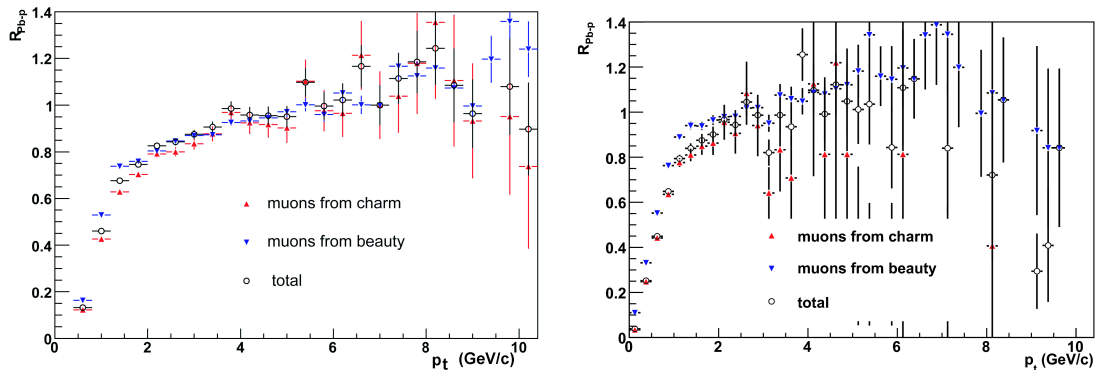 R_Pb-p
1.4
1.2
1
0.8
0.6
0.4
0.2
0
muons from charm
muons from beauty
total
0 2 4 6 8 10
p_t (GeV/c)
R_Pb-p
1.4
1.2
1
0.8
0.6
0.4
0.2
0
muons from charm
muons from beauty
total
0 2 4 6 8 10
p_t (GeV/c)